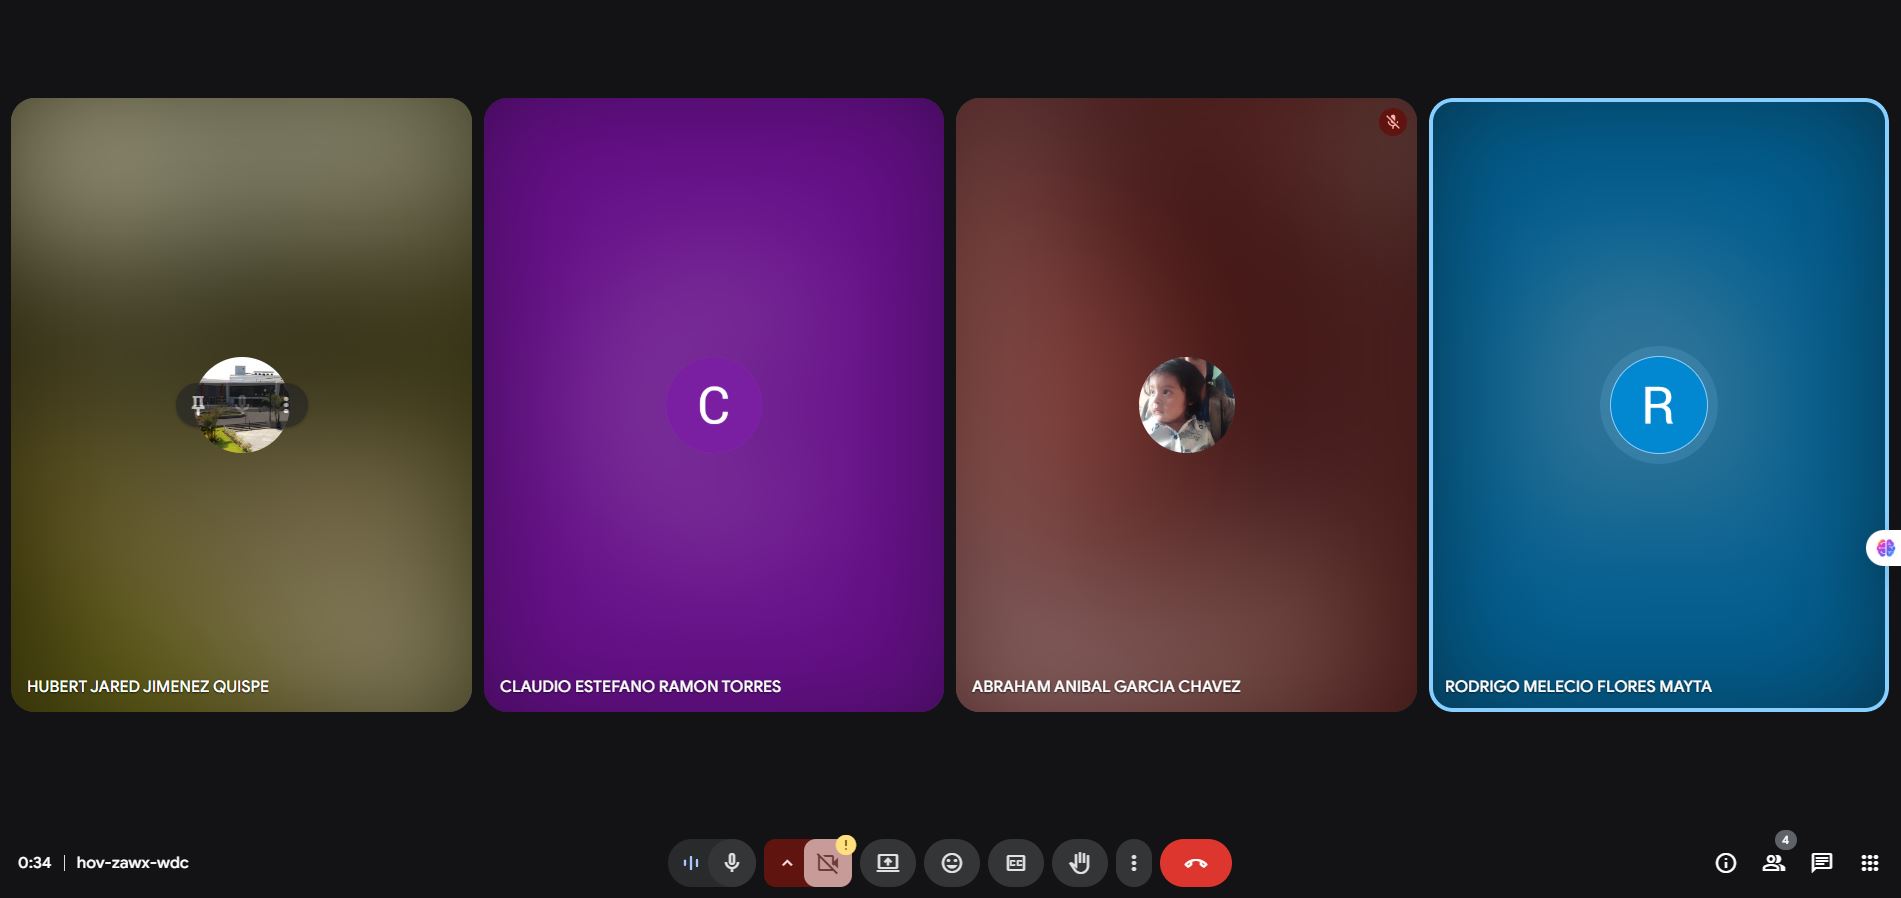 C
R
HUBERT JARED JIMENEZ QUISPE
CLAUDIO ESTEFANO RAMON TORRES
ABRAHAM ANIBAL GARCIA CHAVEZ
RODRIGO MELECIO FLORES MAYTA
!
4
0:34 | hov-zawx-wdc
CC